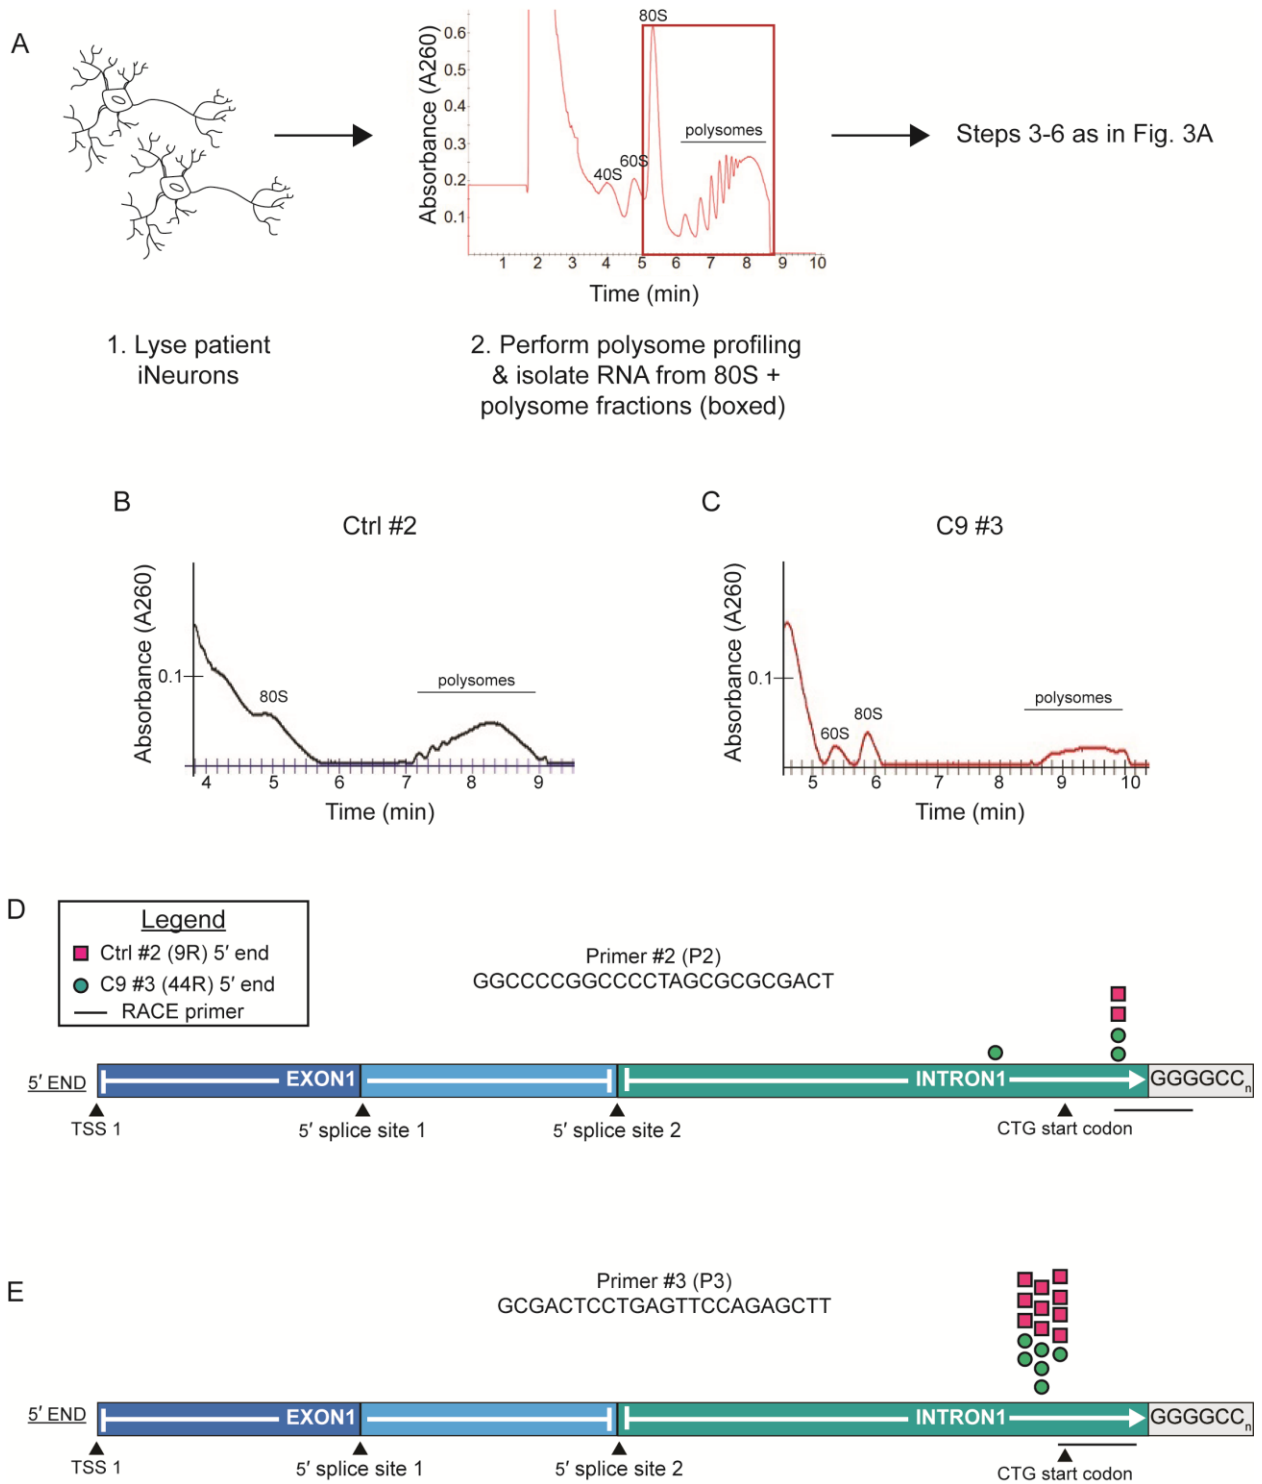 A
Absorbance (A260)
0.6
0.5
0.4
0.3
0.2
0.1
80S
60S
40S
polysomes
1 2 3 4 5 6 7 8 9 10
Time (min)
Steps 3-6 as in Fig. 3A
1. Lyse patient
iNeurons
2. Perform polysome profiling
& isolate RNA from 80S +
polysome fractions (boxed)
B
Ctrl #2
Absorbance (A260)
0.1
80S
polysomes
4 5 6 7 8 9
Time (min)
C
C9 #3
Absorbance (A260)
0.1
60S
80S
polysomes
5 6 7 8 9 10
Time (min)
D
Legend
Ctrl #2 (9R) 5′ end
C9 #3 (44R) 5′ end
RACE primer
Primer #2 (P2)
GGCCCCGGCCCCTAGCGCGCGACT
5′ END
EXON1
INTRON1
GGGGCCn
TSS 1
5′ splice site 1
5′ splice site 2
CTG start codon
E
Primer #3 (P3)
GCGACTCCTGAGTTCCAGAGCTT
5′ END
EXON1
INTRON1
GGGGCCn
TSS 1
5′ splice site 1
5′ splice site 2
CTG start codon